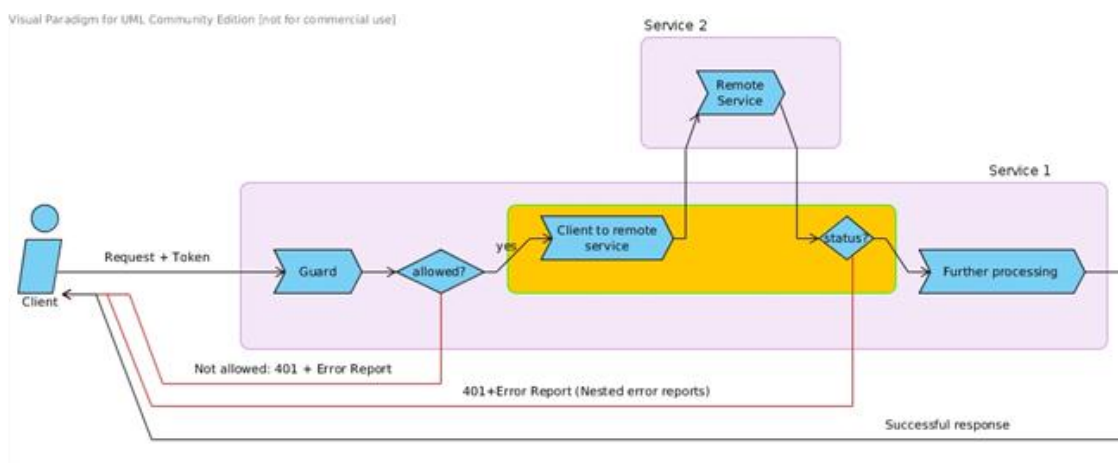 Visual Paradigm for UML Community Edition [not for commercial use]
Service 2
Remote
Service
Service 1
Client to remote
service
status?
yes
Request + Token
Guard
allowed?
Further processing
Client
Not allowed: 401 + Error Report
401+Error Report (Nested error reports)
Successful response